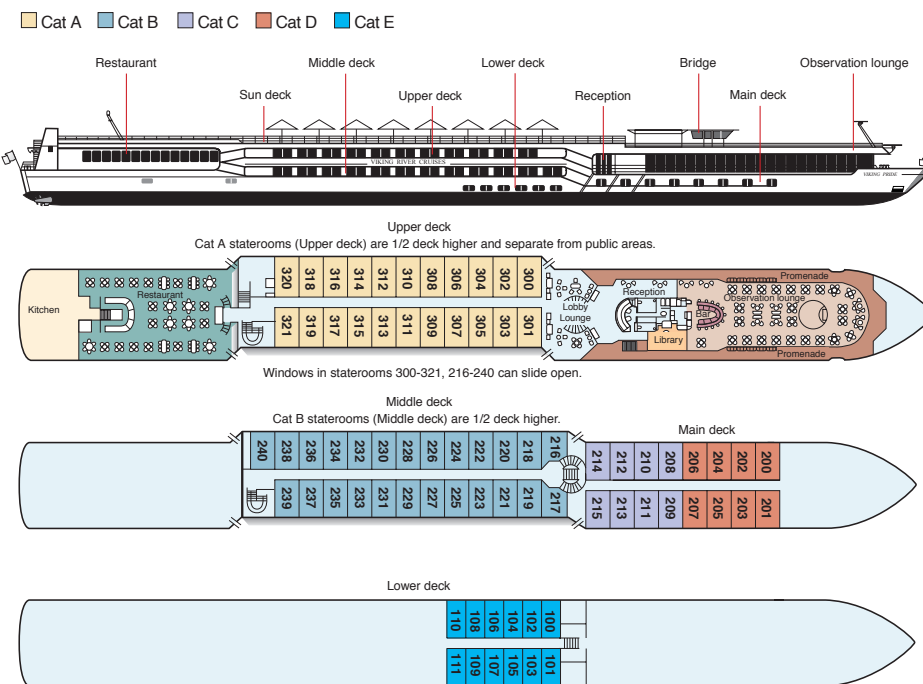 Cat A Cat B Cat C Cat D Cat E
Restaurant Middle deck Lower deck Bridge Observation lounge
Sun deck Upper deck Reception Main deck
VIKING RIVER CRUISES
VIKING PRIDE
Upper deck
Cat A staterooms (Upper deck) are 1/2 deck higher and separate from public areas.
320 318 316 314 312 310 308 306 304 302 300
Promenade
Kitchen Restaurant Lobby Lounge Reception Observation lounge
Bar
Library
321 319 317 315 313 311 309 307 305 303 301
Promenade
Windows in staterooms 300-321, 216-240 can slide open.
Middle deck
Cat B staterooms (Middle deck) are 1/2 deck higher.
Main deck
240 238 236 234 232 230 228 228 224 222 220 218 216 214 212 210 208 206 204 202 200
239 237 235 233 231 229 227 225 223 221 219 217 215 213 211 209 207 205 203 201
Lower deck
110 108 106 104 102 100
111 109 107 105 103 101